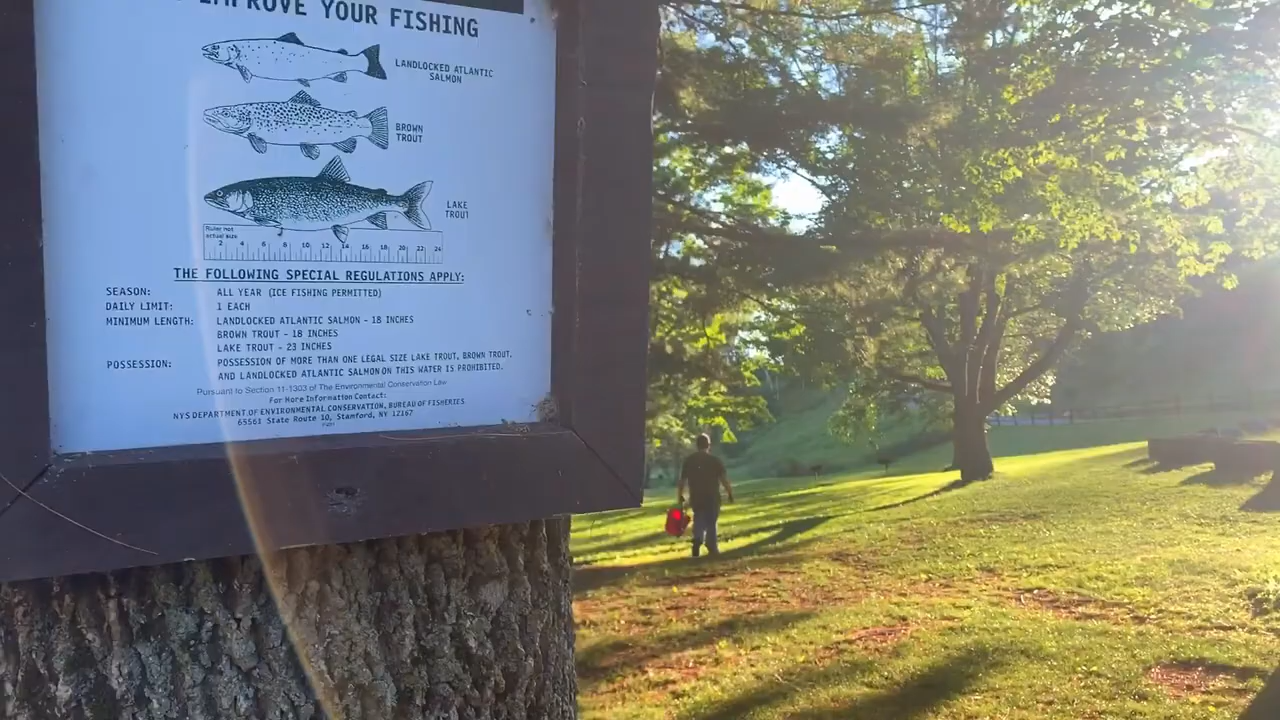 IMPROVE YOUR FISHING
LANDLOCKED ATLANTIC
SALMON
BROWN
TROUT
LAKE
TROUT
Ruler not
actual size
2 4 6 8 10 12 14 16 18 20 22 24
THE FOLLOWING SPECIAL REGULATIONS APPLY:
SEASON: ALL YEAR (ICE FISHING PERMITTED)
DAILY LIMIT: 1 EACH
MINIMUM LENGTH: LANDLOCKED ATLANTIC SALMON - 18 INCHES
BROWN TROUT - 18 INCHES
LAKE TROUT - 23 INCHES
POSSESSION: POSSESSION OF MORE THAN ONE LEGAL SIZE LAKE TROUT, BROWN TROUT,
AND LANDLOCKED ATLANTIC SALMON ON THIS WATER IS PROHIBITED.
Pursuant to Section 11-1303 of The Environmental Conservation Law
For More Information Contact:
NYS DEPARTMENT OF ENVIRONMENTAL CONSERVATION, BUREAU OF FISHERIES
65561 State Route 10, Stamford, NY 12167